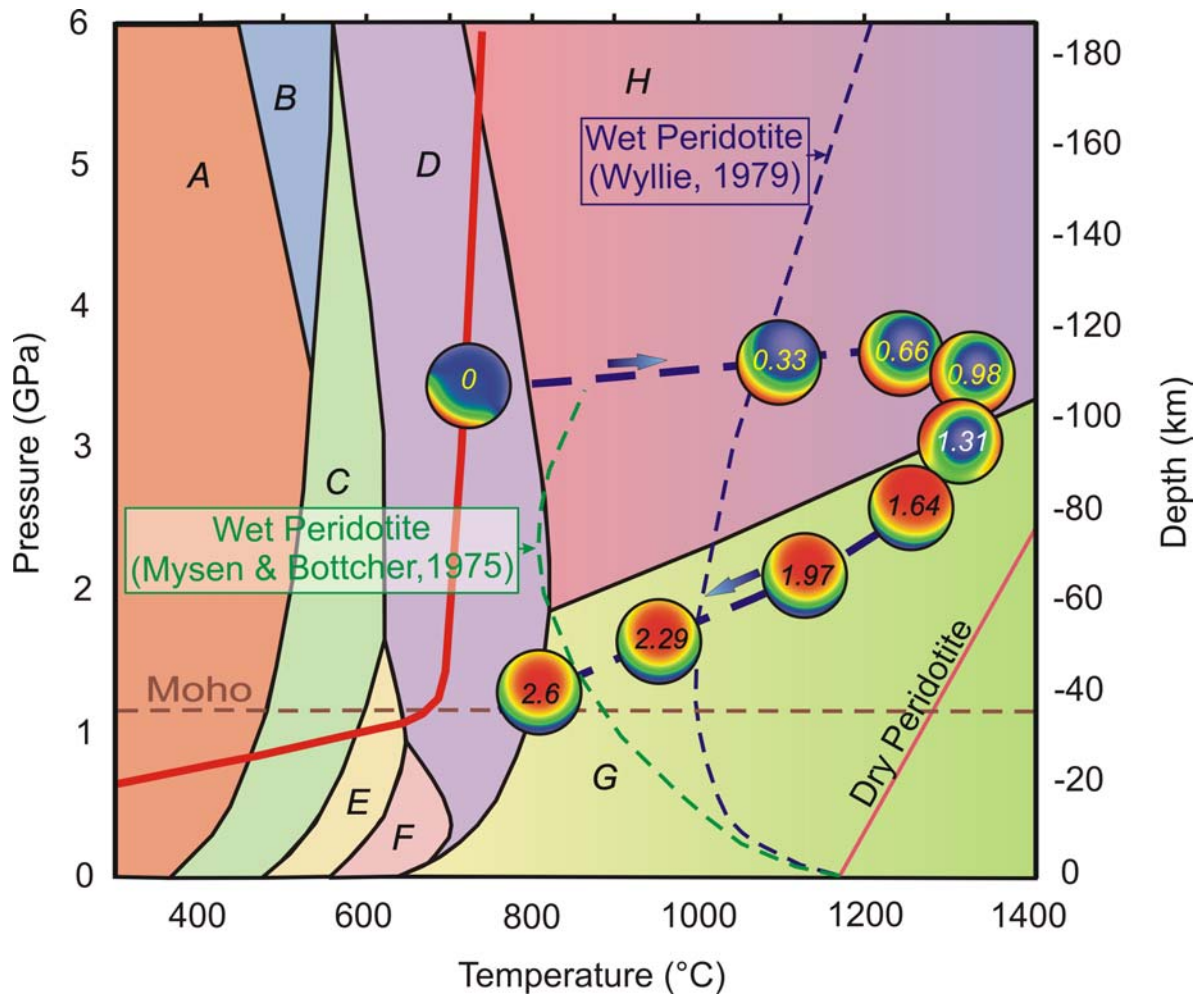 6
5
4
3
2
1
0
Pressure (GPa)
400
600
800
1000
1200
1400
Temperature (°C)
-180
-160
-140
-120
-100
-80
-60
-40
-20
0
Depth (km)
A
B
C
D
E
F
G
H
Wet Peridotite
(Wyllie, 1979)
Wet Peridotite
(Mysen & Bottcher,1975)
Moho
Dry Peridotite
0
0.33
0.66
0.98
1.31
1.64
1.97
2.29
2.6